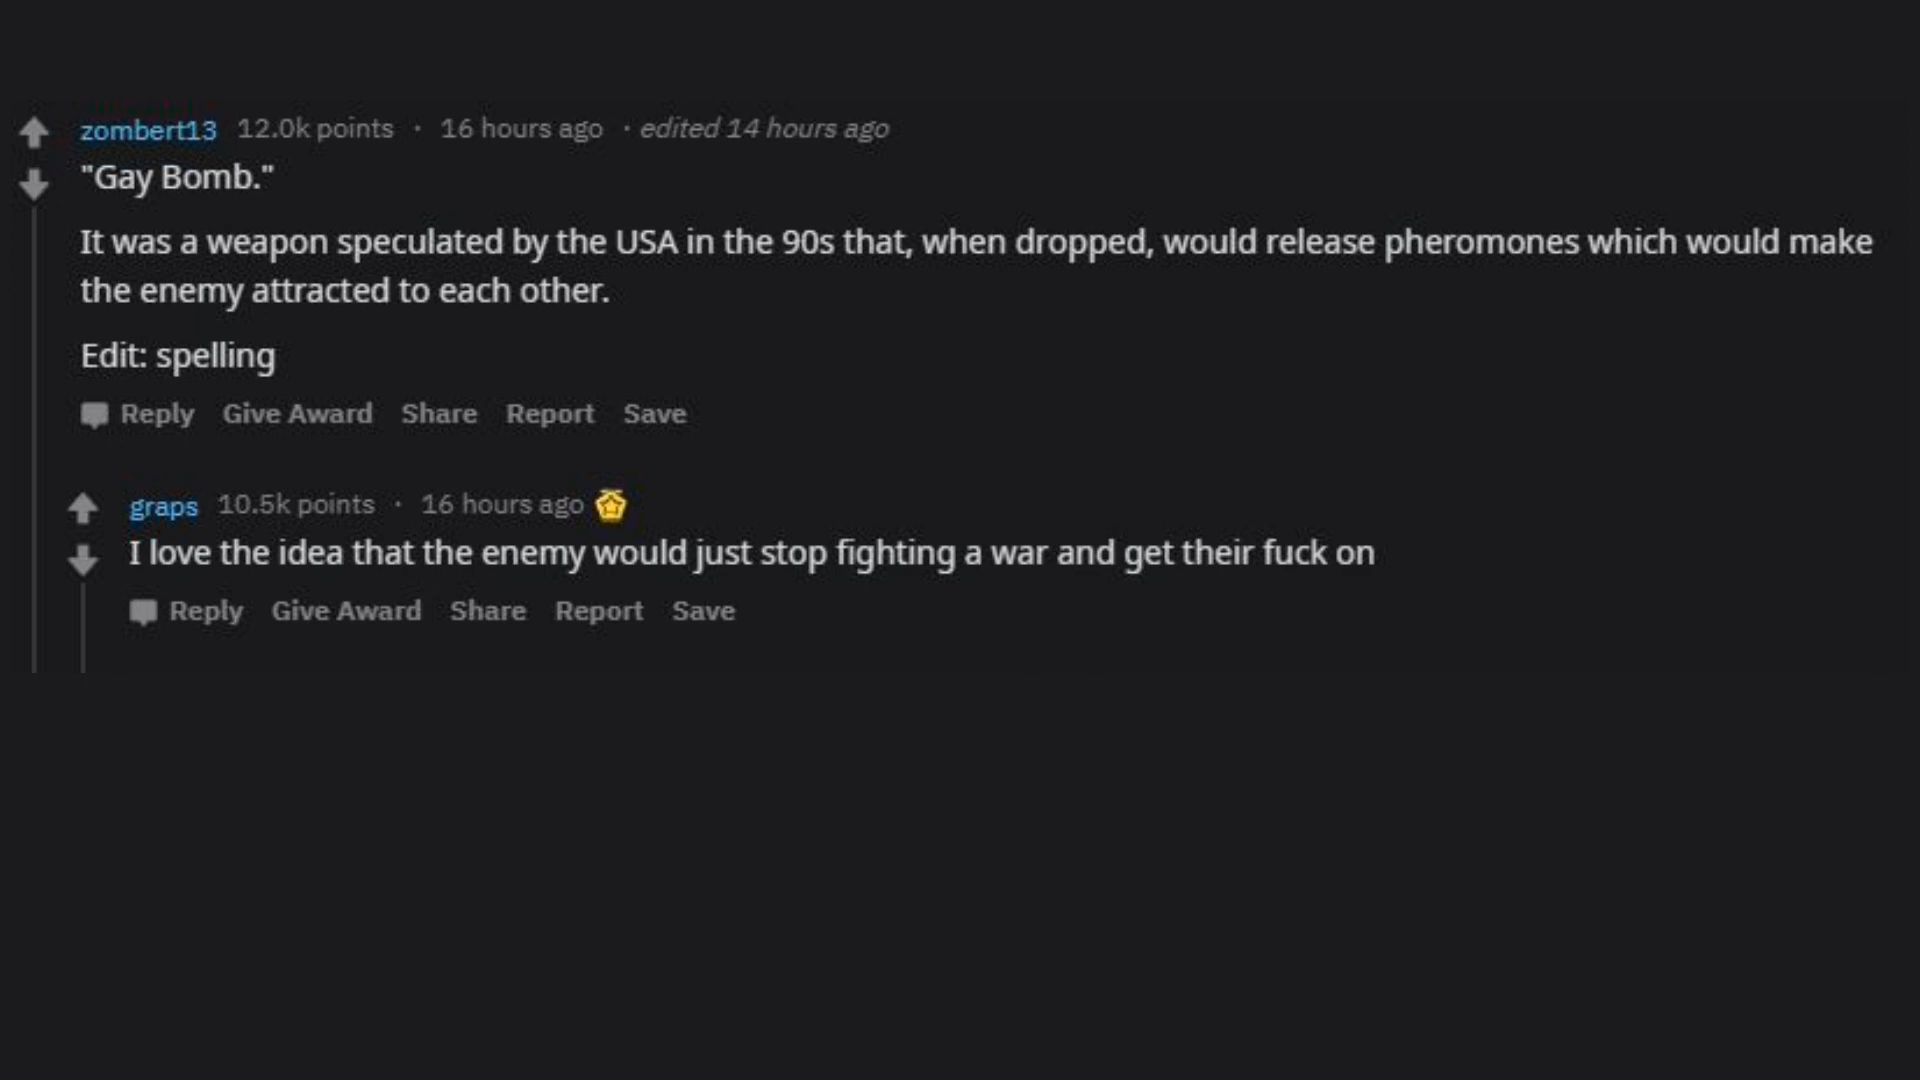 zombert13 12.0k points · 16 hours ago · edited 14 hours ago
"Gay Bomb."
It was a weapon speculated by the USA in the 90s that, when dropped, would release pheromones which would make
the enemy attracted to each other.
Edit: spelling
Reply Give Award Share Report Save
graps 10.5k points · 16 hours ago
I love the idea that the enemy would just stop fighting a war and get their fuck on
Reply Give Award Share Report Save